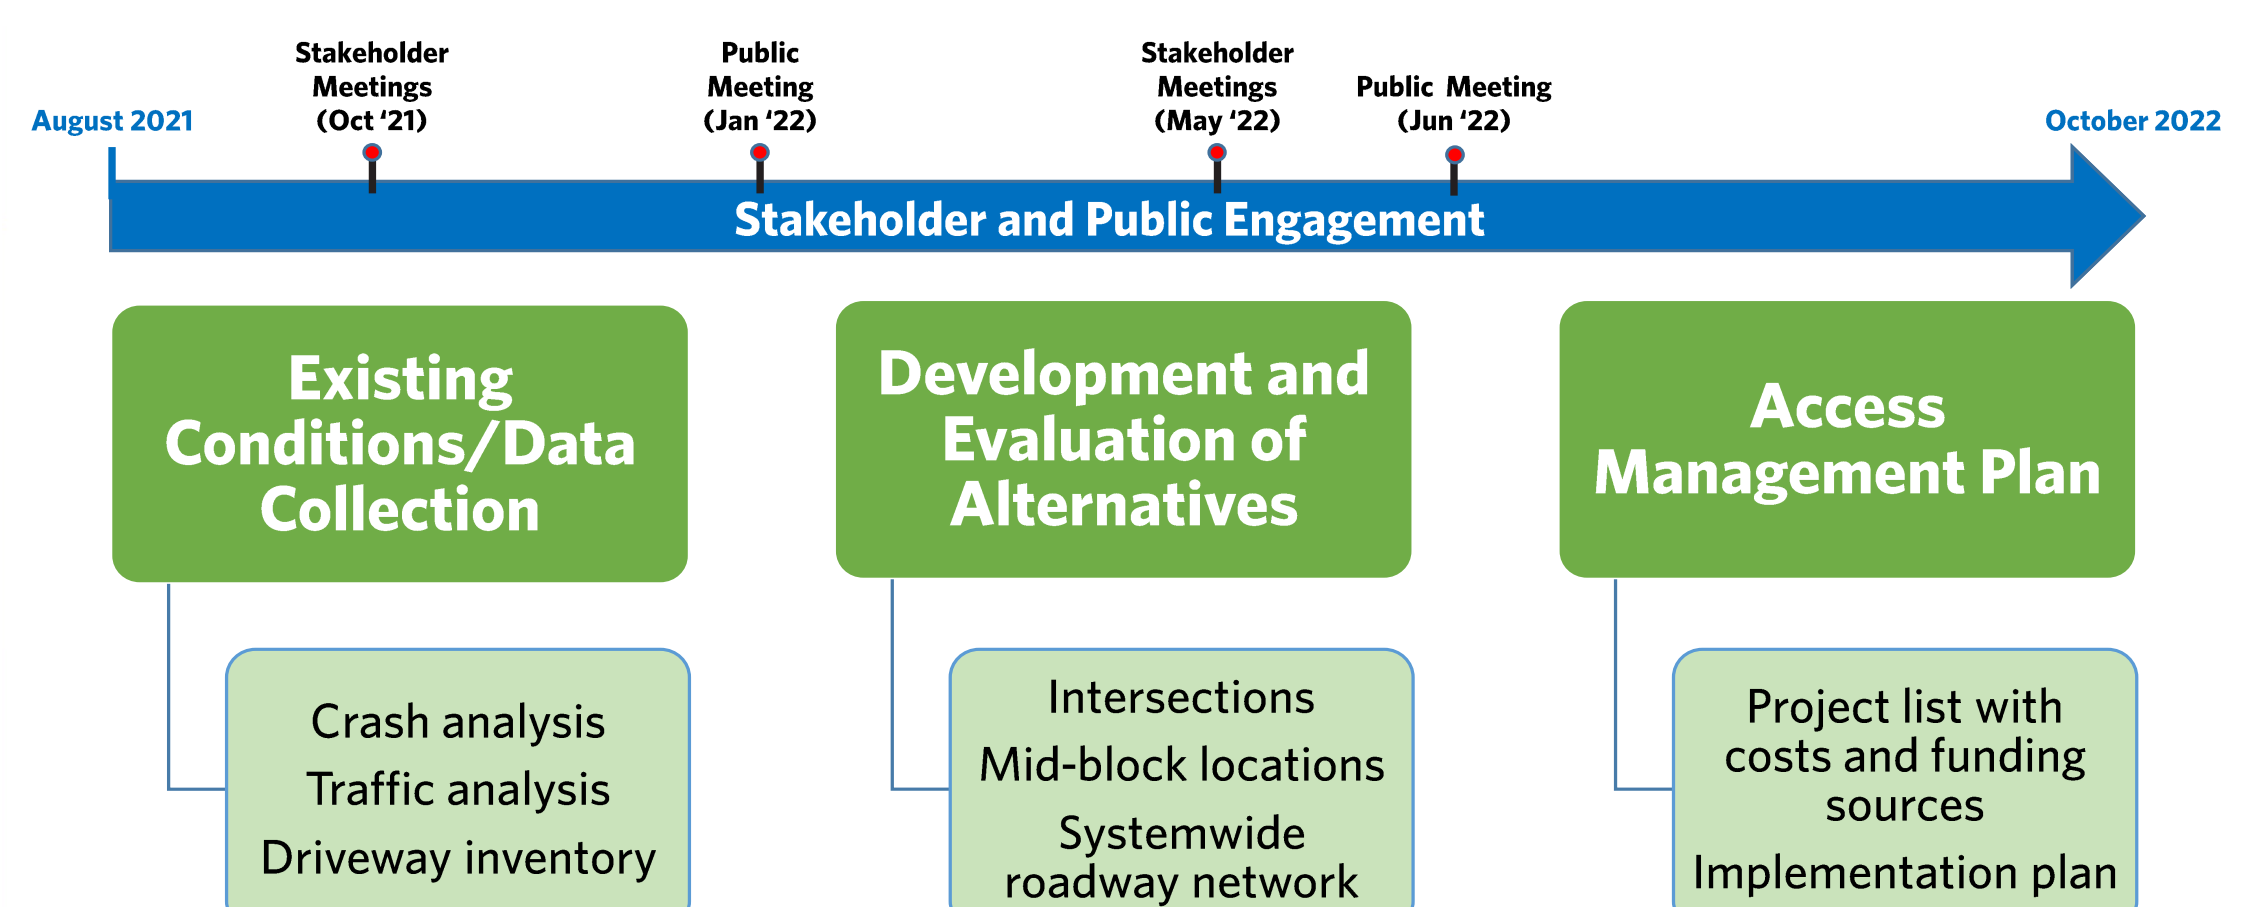 August 2021
Stakeholder
Meetings
(Oct ‘21)
Public
Meeting
(Jan ‘22)
Stakeholder
Meetings
(May ‘22)
Public Meeting
(Jun ‘22)
October 2022
Stakeholder and Public Engagement
Existing
Conditions/Data
Collection
Crash analysis
Traffic analysis
Driveway inventory
Development and
Evaluation of
Alternatives
Intersections
Mid-block locations
Systemwide
roadway network
Access
Management Plan
Project list with
costs and funding
sources
Implementation plan